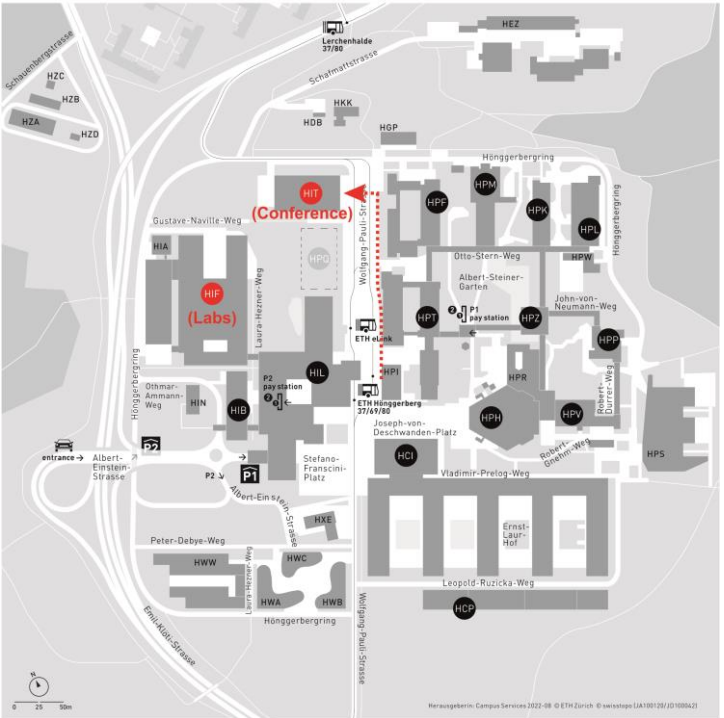 Lerchenhalde
37/80
HEZ
Schauenbergstrasse
Schafmattstrasse
HZC
HZB
HZA
HZD
HKK
HDB
HGP
Hönggerbergring
HIT
(Conference)
Wolfgang-Pauli-Str
HPF
HPM
HPK
HPL
Hönggerbergring
Gustave-Naville-Weg
HIA
HPQ
Otto-Stern-Weg
HPW
Laura-Hezner-Weg
Albert-Steiner-
Garten
HIF
(Labs)
P1
pay station
John-von-
Neumann-Weg
HPT
HPZ
ETH eLink
HPP
Hönggerbergring
P2
pay station
HIL
HPI
HPR
Othmar-
Ammann-
Weg
HIN
HIB
ETH Hönggerberg
37/69/80
HPH
HPV
Robert-
Durrer-Weg
Joseph-von-
Deschwanden-Platz
Robert-
Gnehm-Weg
entrance →
Albert-
Einstein-
Strasse
P2
P2
P1
Stefano-
Franscini-
Platz
HCI
HPS
Vladimir-Prelog-Weg
Albert-Einstein-Strasse
HXE
Ernst-
Laur-
Hof
Peter-Debye-Weg
HWW
Laura-Hezner-Weg
HWC
Leopold-Ruzicka-Weg
HWA
HWB
HCP
Hönggerbergring
Emil-Klöti-Strasse
Wolfgang-Pauli-Strasse
N
0 25 50m
Herausgeberin: Campus Services 2022-08 © ETH Zürich © swisstopo (JA100120/JD100042)